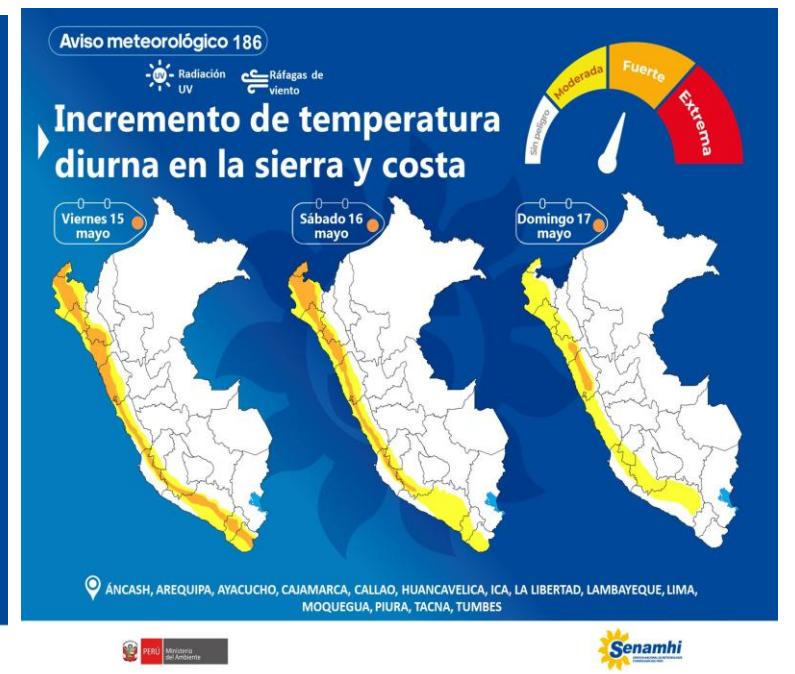 Aviso meteorológico 186
Radiación
UV
Ráfagas de
viento
Incremento de temperatura
diurna en la sierra y costa
Sin peligro
Moderada
Fuerte
Extrema
Viernes 15
mayo
Sábado 16
mayo
Domingo 17
mayo
ÁNCASH, AREQUIPA, AYACUCHO, CAJAMARCA, CALLAO, HUANCAVELICA, ICA, LA LIBERTAD, LAMBAYEQUE, LIMA,
MOQUEGUA, PIURA, TACNA, TUMBES
PERÚ
Ministerio
del Ambiente
Senamhi